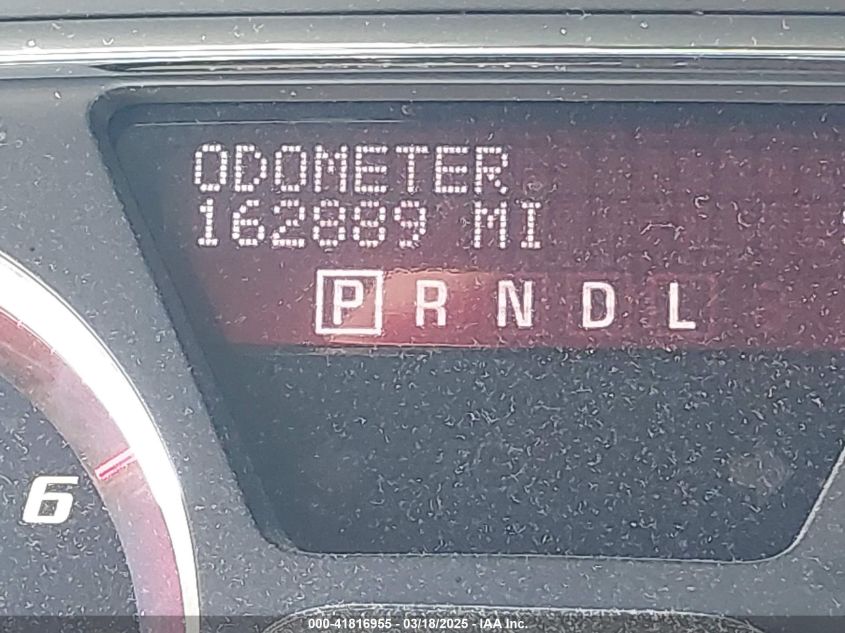 ODOMETER
162889 MI
P R N D L
6
000-41816955 - 03/18/2025 - IAA Inc.